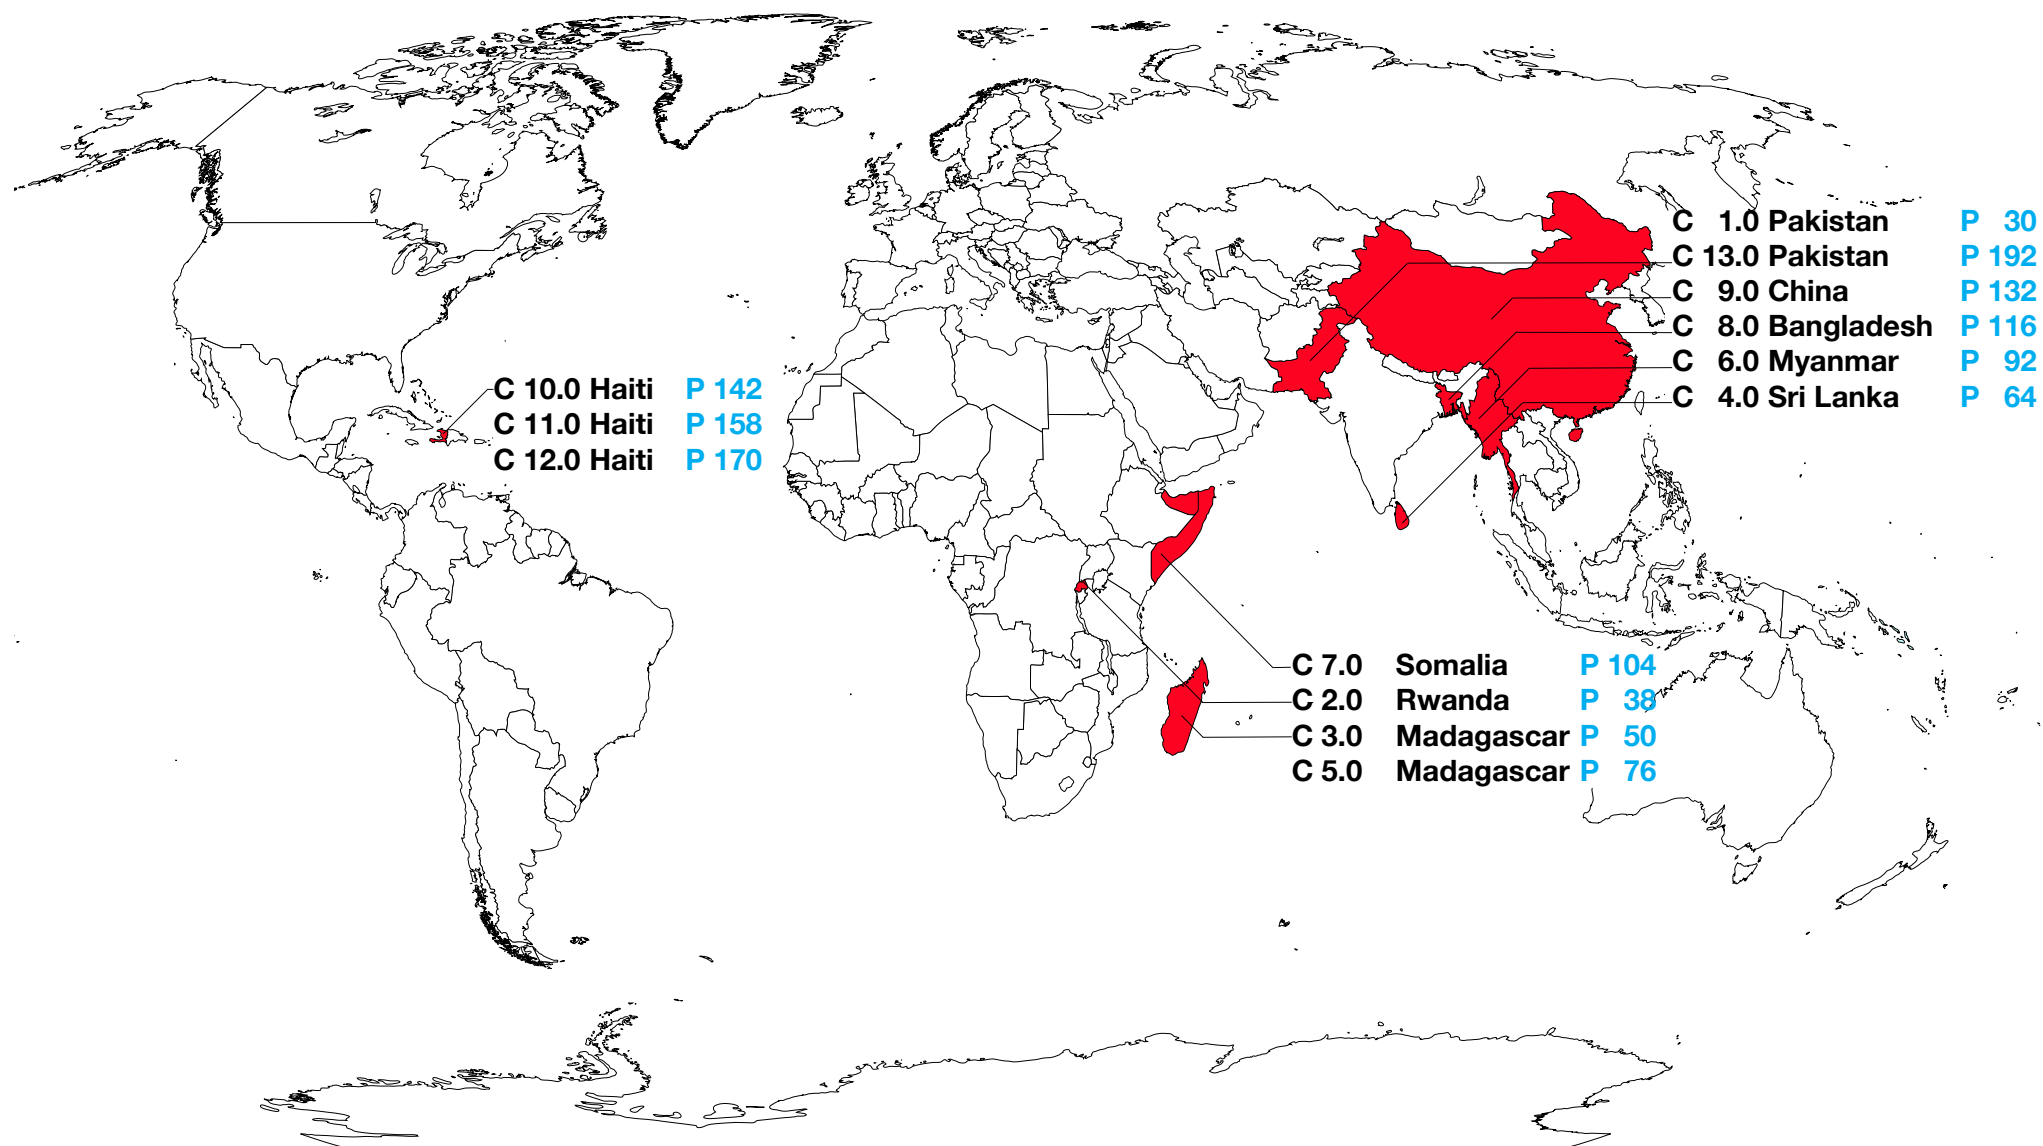 C 1.0 Pakistan P 30
C 13.0 Pakistan P 192
C 9.0 China P 132
C 8.0 Bangladesh P 116
C 6.0 Myanmar P 92
C 4.0 Sri Lanka P 64
C 10.0 Haiti P 142
C 11.0 Haiti P 158
C 12.0 Haiti P 170
C 7.0 Somalia P 104
C 2.0 Rwanda P 38
C 3.0 Madagascar P 50
C 5.0 Madagascar P 76